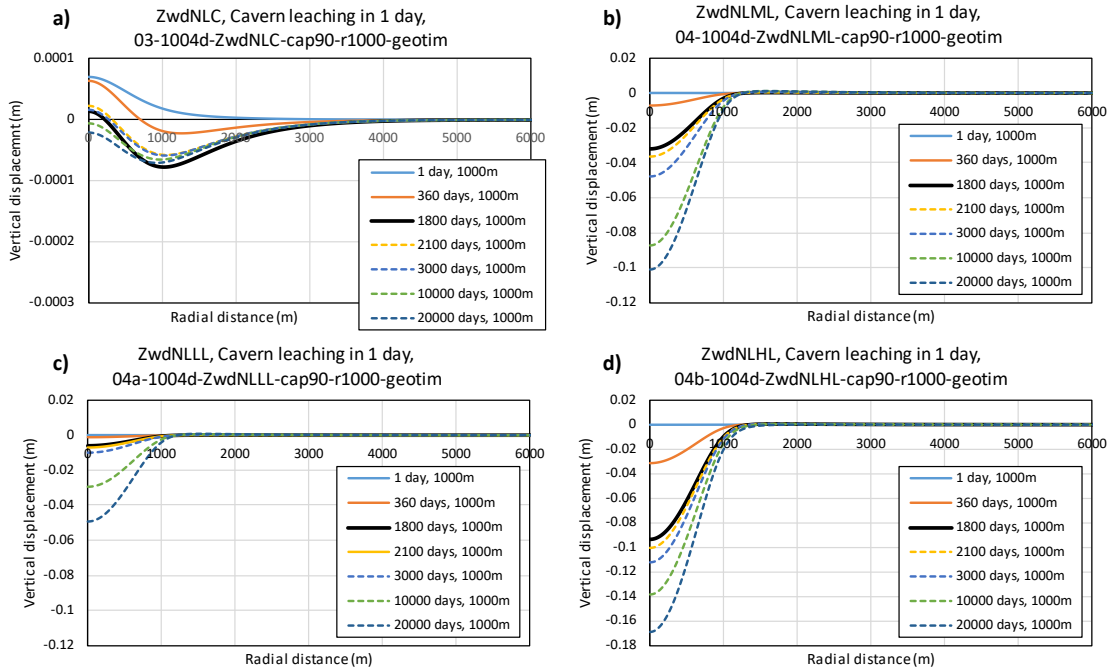 a)
ZwdNLC, Cavern leaching in 1 day,
03-1004d-ZwdNLC-cap90-r1000-geotim
0.0001
0
-0.0001
-0.0002
-0.0003
0 1000 2000 3000 4000 5000 6000
Vertical displacemnt (m)
Radial distance (m)
1 day, 1000m
360 days, 1000m
1800 days, 1000m
2100 days, 1000m
3000 days, 1000m
10000 days, 1000m
20000 days, 1000m
b)
ZwdNLML, Cavern leaching in 1 day,
04-1004d-ZwdNLML-cap90-r1000-geotim
0.02
0
-0.02
-0.04
-0.06
-0.08
-0.1
-0.12
0 1000 2000 3000 4000 5000 6000
Vertical displacement (m)
Radial distance (m)
1 day, 1000m
360 days, 1000m
1800 days, 1000m
2100 days, 1000m
3000 days, 1000m
10000 days, 1000m
20000 days, 1000m
c)
ZwdNLLL, Cavern leaching in 1 day,
04a-1004d-ZwdNLLL-cap90-r1000-geotim
0.02
0
-0.02
-0.04
-0.06
-0.08
-0.1
-0.12
0 1000 2000 3000 4000 5000 6000
Vertical displacement (m)
Radial distance (m)
1 day, 1000m
360 days, 1000m
1800 days, 1000m
2100 days, 1000m
3000 days, 1000m
10000 days, 1000m
20000 days, 1000m
d)
ZwdNLHL, Cavern leaching in 1 day,
04b-1004d-ZwdNLHL-cap90-r1000-geotim
0.02
0
-0.02
-0.04
-0.06
-0.08
-0.1
-0.12
-0.14
-0.16
-0.18
0 1000 2000 3000 4000 5000 6000
Vertical displacement (m)
Radial distance (m)
1 day, 1000m
360 days, 1000m
1800 days, 1000m
2100 days, 1000m
3000 days, 1000m
10000 days, 1000m
20000 days, 1000m